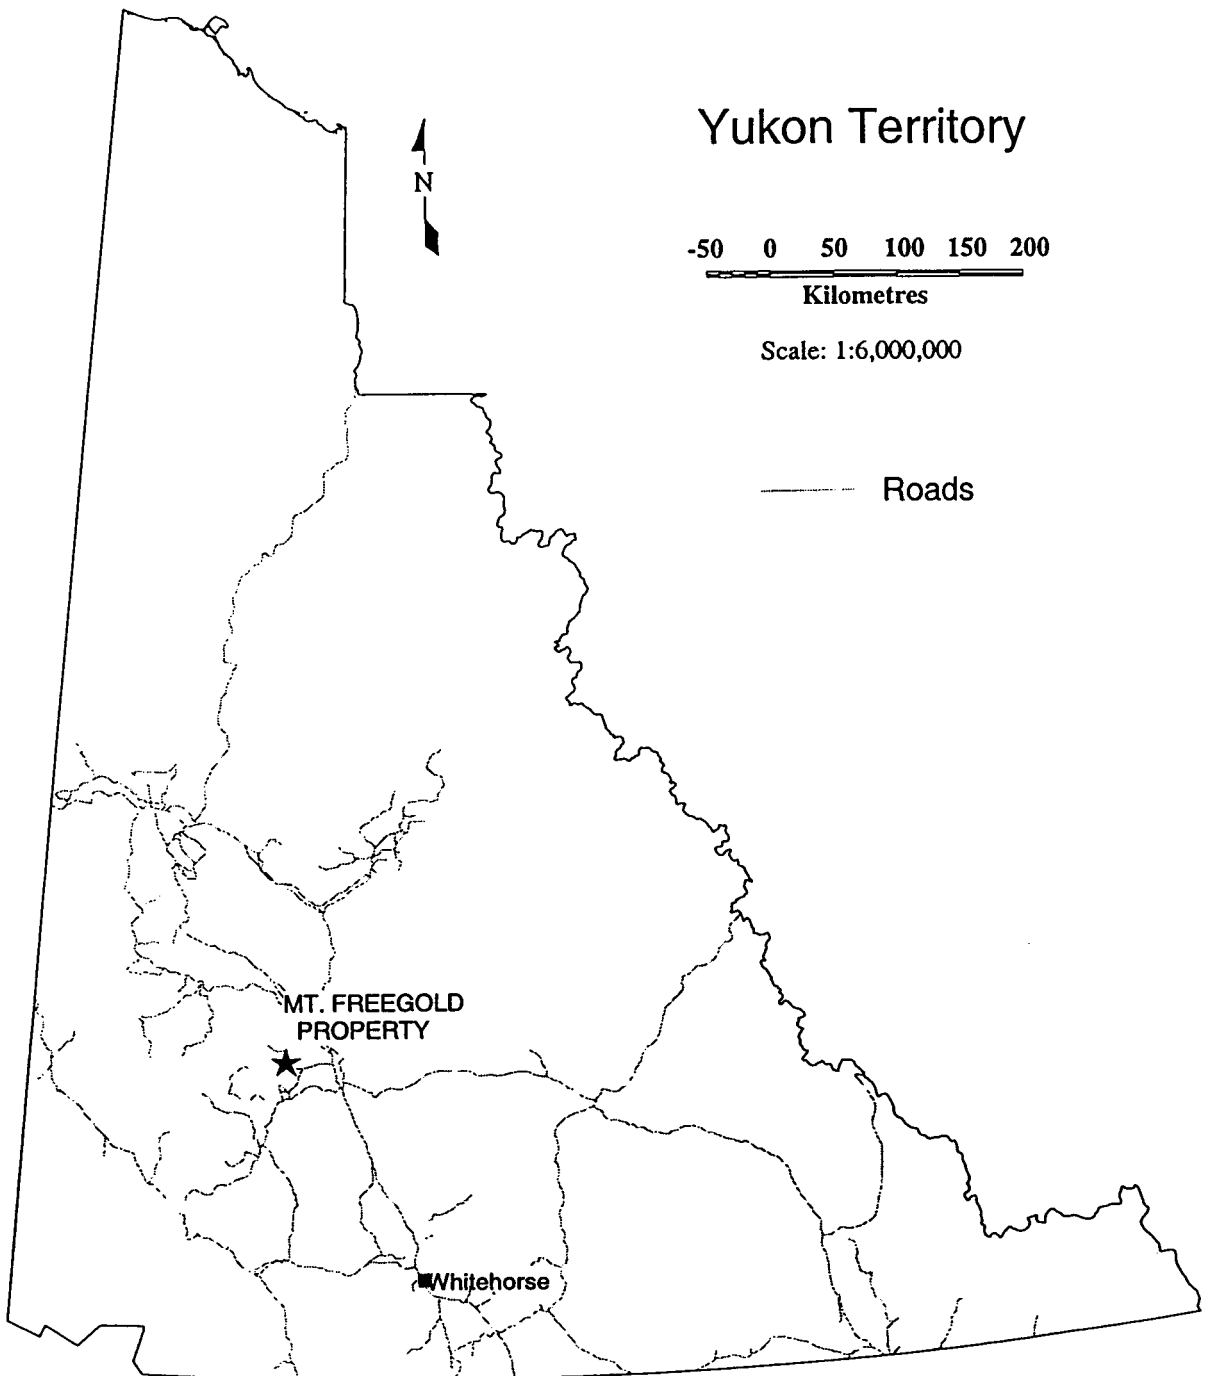 Yukon Territory
N
-50 0 50 100 150 200
Kilometres
Scale: 1:6,000,000
Roads
MT. FREEGOLD
PROPERTY
Whitehorse